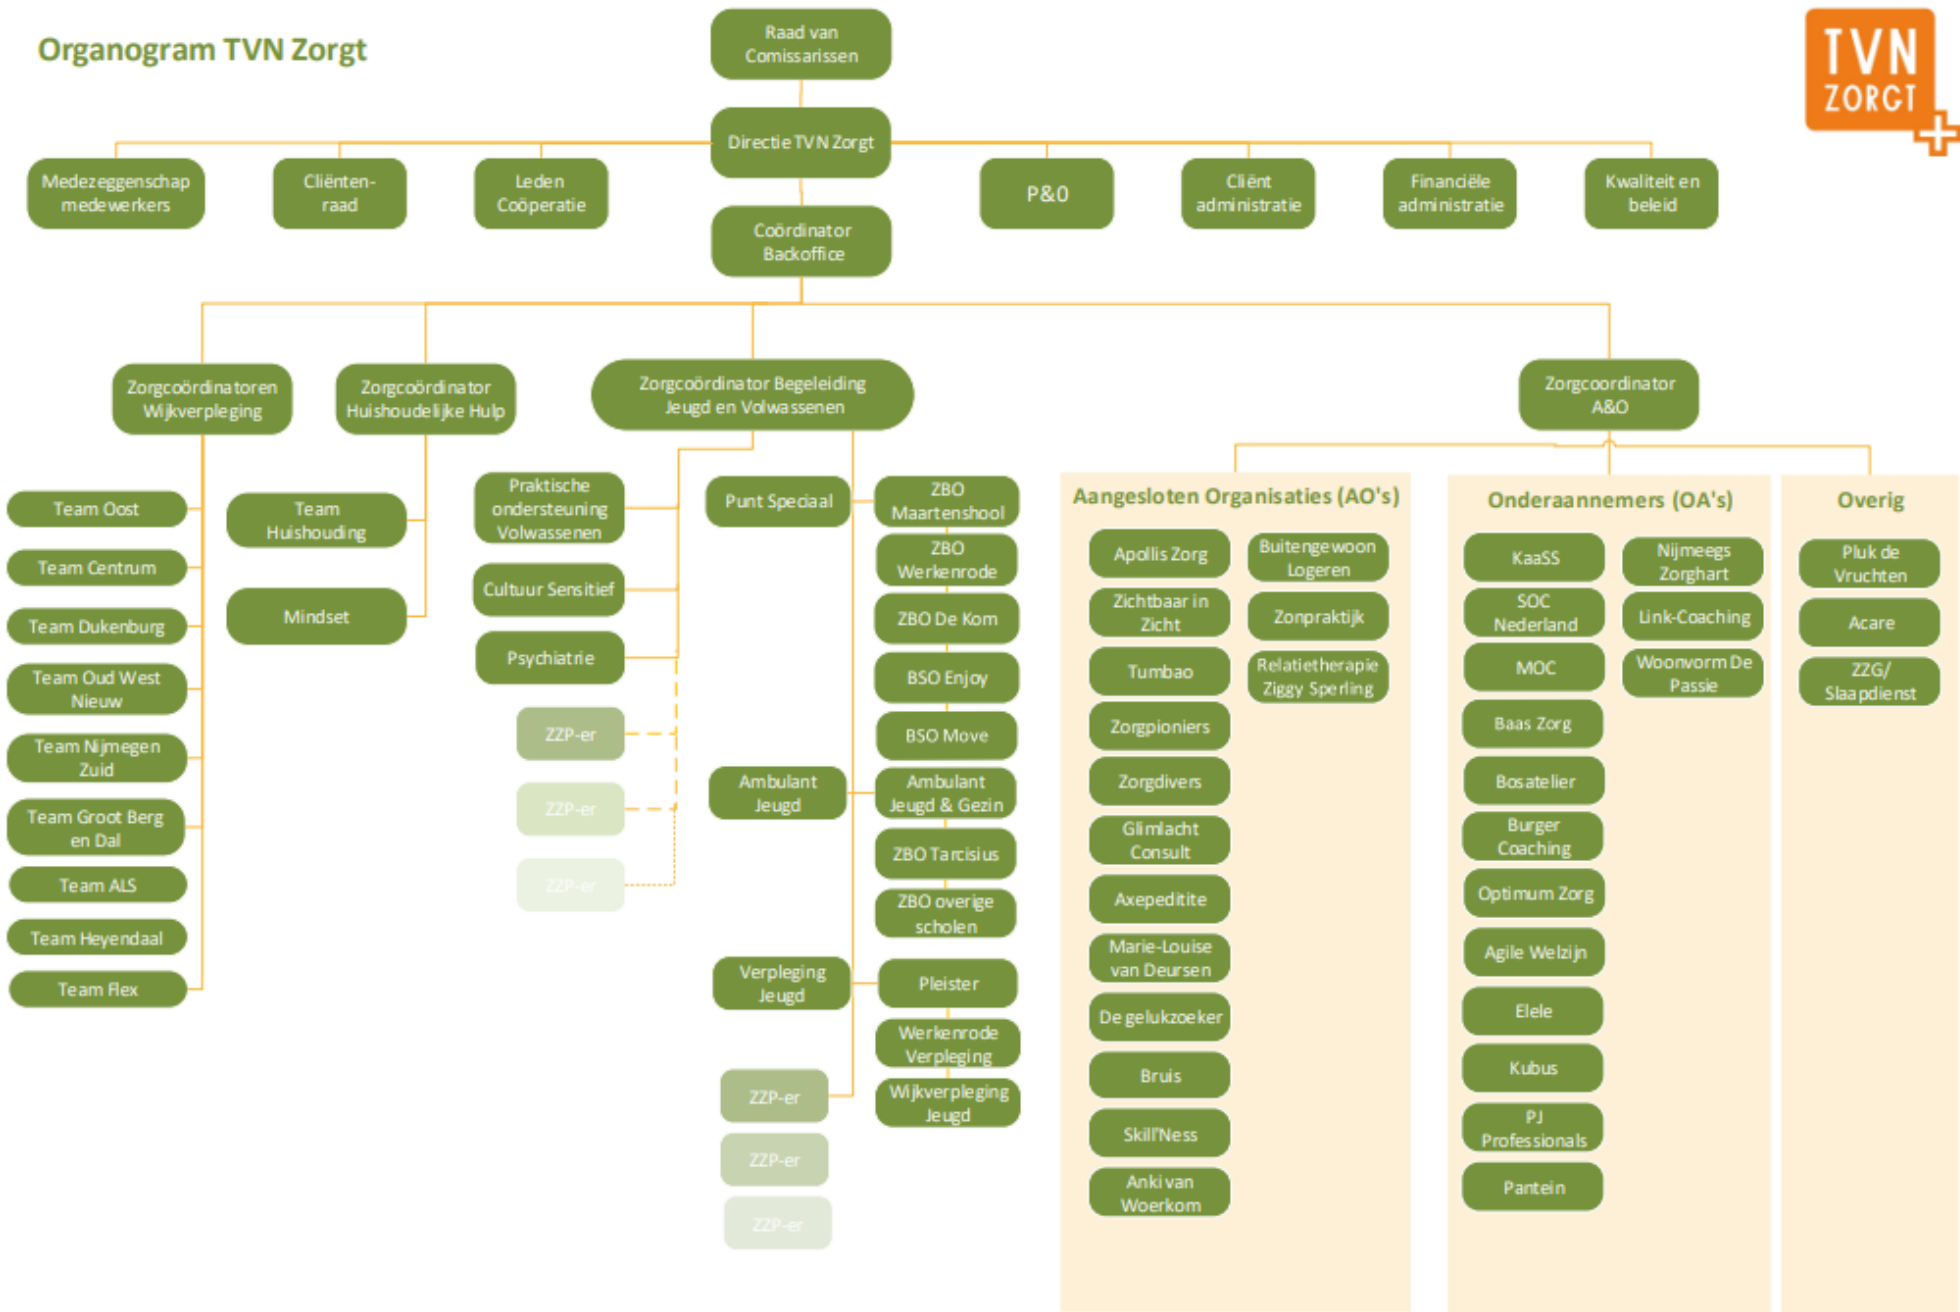 Organogram TVN Zorgt
Raad van
Comissarissen
TVN
ZORGT
Directie TVN Zorgt
Medezeggenschap
medewerkers
Cliënten-
raad
Leden
Coöperatie
P&O
Cliënt
administratie
Financiële
administratie
Kwaliteit en
beleid
Coördinator
Backoffice
Zorgcoördinatoren
Wijkverpleging
Zorgcoördinator
Huishoudelijke Hulp
Zorgcoördinator Begeleiding
Jeugd en Volwassenen
Zorgcoordinator
A&O
Team Oost
Team Centrum
Team Dukenburg
Team Oud West
Nieuw
Team Nijmegen
Zuid
Team Groot Berg
en Dal
Team ALS
Team Heyendaal
Team Flex
Team
Huishouding
Mindset
Praktische
ondersteuning
Volwassenen
Cultuur Sensitief
Psychiatrie
ZZP-er
ZZP-er
ZZP-er
Punt Speciaal
Ambulant
Jeugd
Verpleging
Jeugd
ZZP-er
ZZP-er
ZZP-er
ZBO
Maartenshool
ZBO
Werkenrode
ZBO De Kom
BSO Enjoy
BSO Move
Ambulant
Jeugd & Gezin
ZBO Tarcisius
ZBO overige
scholen
Pleister
Werkenrode
Verpleging
Wijkverpleging
Jeugd
Aangesloten Organisaties (AO's)
Apollis Zorg
Zichtbaar in
Zicht
Tumbao
Zorgpioniers
Zorgdivers
Glimlacht
Consult
Axepeditite
Marie-Louise
van Deursen
De gelukzoeker
Bruis
Skill'Ness
Anki van
Woerkom
Buitengewoon
Logeren
Zonpraktijk
Relatietherapie
Ziggy Sperling
Onderaannemers (OA's)
KaaSS
SOC
Nederland
MOC
Baas Zorg
Bosatelier
Burger
Coaching
Optimum Zorg
Agile Welzijn
Elele
Kubus
PJ
Professionals
Pantein
Nijmeegs
Zorghart
Link-Coaching
Woonvorm De
Passie
Overig
Pluk de
Vruchten
Acare
ZZG/
Slaapdienst